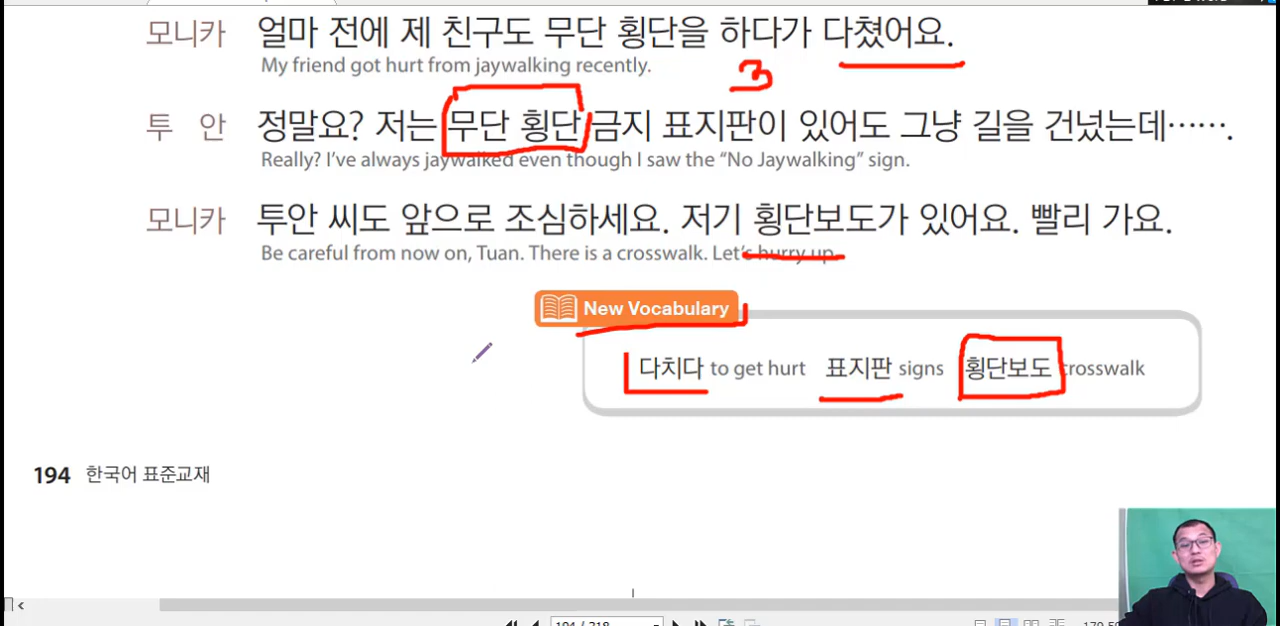 모니카 얼마 전에 제 친구도 무단 횡단을 하다가 다쳤어요.
My friend got hurt from jaywalking recently.
3
투 안 정말요? 저는 무단 횡단 금지 표지판이 있어도 그냥 길을 건넜는데…….
Really? I've always jaywalked even though I saw the “No Jaywalking” sign.
모니카 투안 씨도 앞으로 조심하세요. 저기 횡단보도가 있어요. 빨리 가요.
Be careful from now on, Tuan. There is a crosswalk. Let's hurry up.
New Vocabulary
다치다 to get hurt 표지판 signs 횡단보도 crosswalk
194 한국어 표준교재